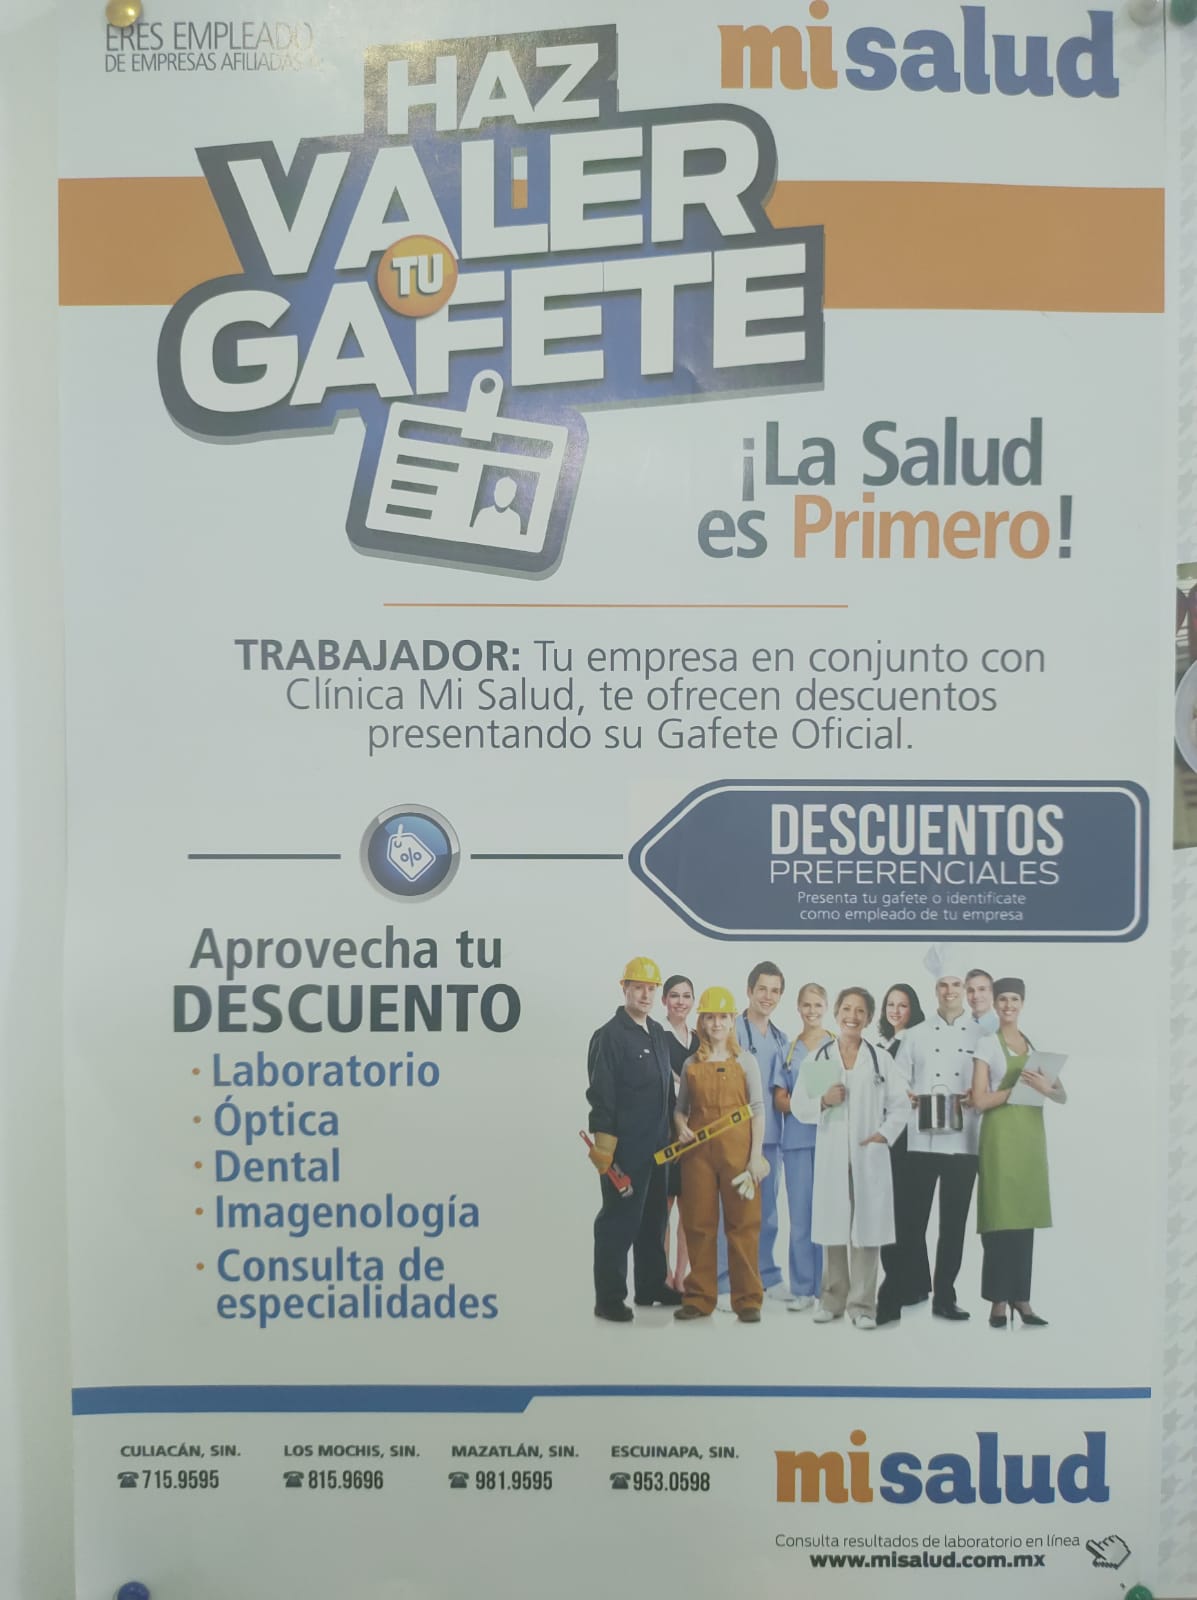 ERES EMPLEADO
DE EMPRESAS AFILIADAS
misalud
HAZ
VALER
TU
GAFETE
¡La Salud
es Primero!
TRABAJADOR: Tu empresa en conjunto con
Clínica Mi Salud, te ofrecen descuentos
presentando su Gafete Oficial.
%
DESCUENTOS
PREFERENCIALES
Presenta tu gafete o identifícate
como empleado de tu empresa
Aprovecha tu
DESCUENTO
· Laboratorio
· Óptica
· Dental
· Imagenología
· Consulta de
especialidades
CULIACÁN, SIN. LOS MOCHIS, SIN. MAZATLÁN, SIN. ESCUINAPA, SIN.
☎715.9595 ☎815.9696 ☎981.9595 ☎953.0598
misalud
Consulta resultados de laboratorio en línea
www.misalud.com.mx